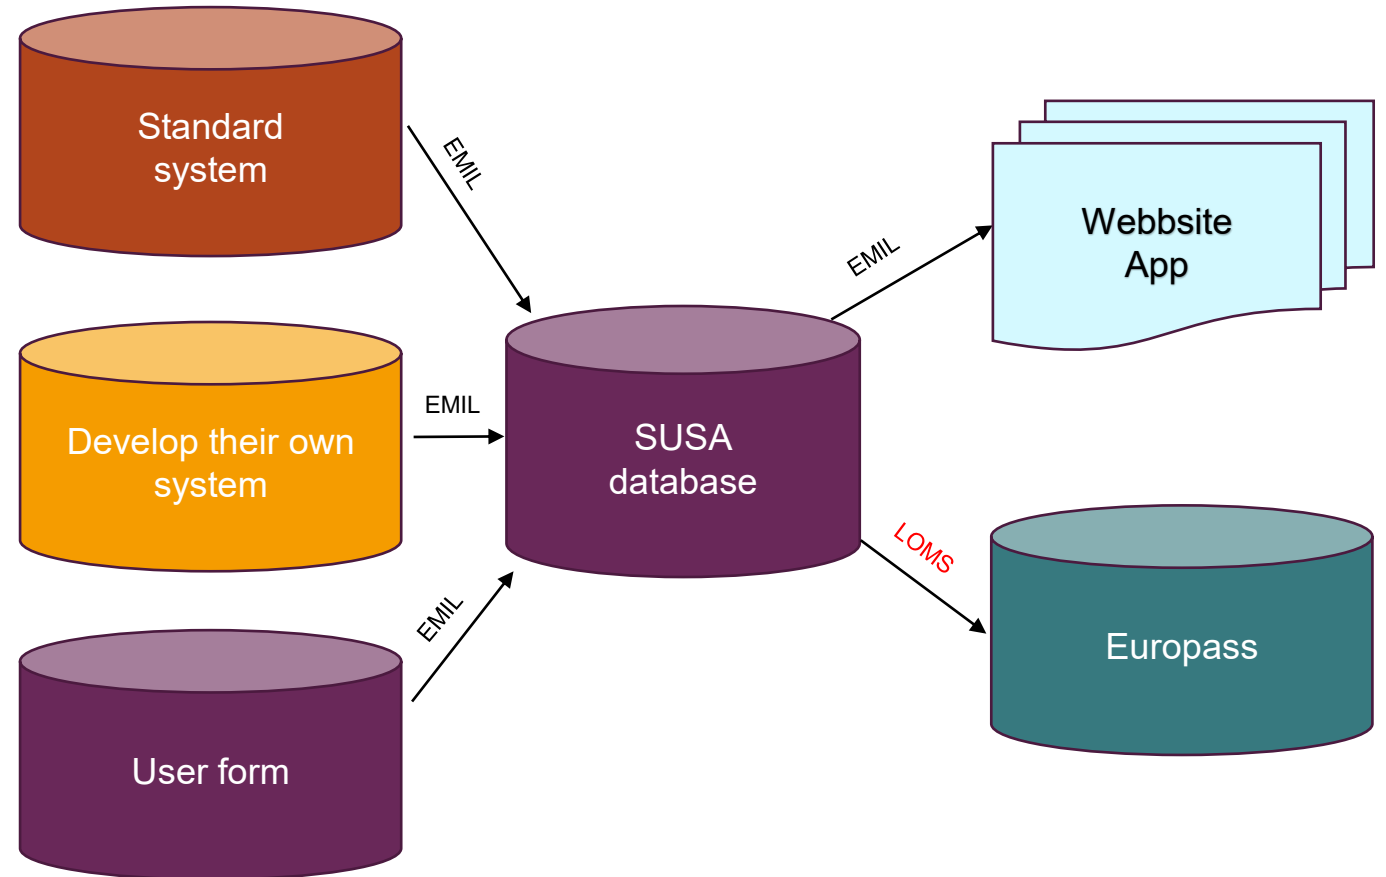 Standard
system
EMIL
Develop their own
system
EMIL
User form
EMIL
SUSA
database
EMIL
Webbsite
App
LOMS
Europass